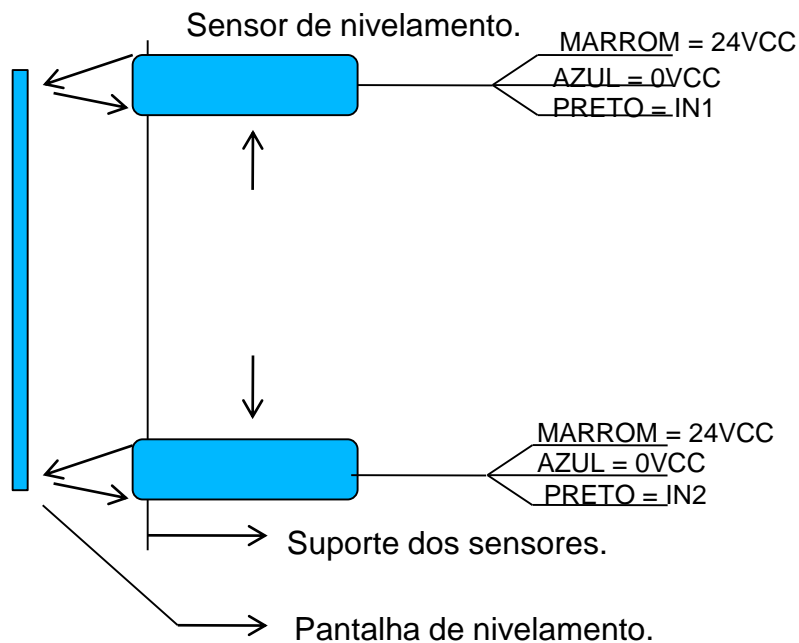 Sensor de nivelamento.
MARROM = 24VCC
AZUL = 0VCC
PRETO = IN1
MARROM = 24VCC
AZUL = 0VCC
PRETO = IN2
Suporte dos sensores.
Pantalha de nivelamento.